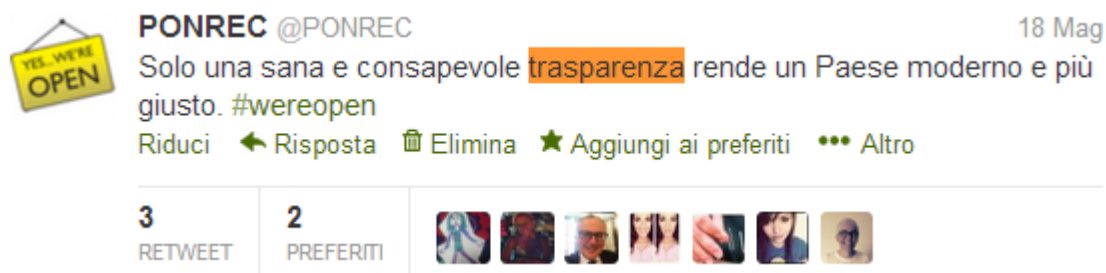 YES.. WE'RE
OPEN
PONREC @PONREC 18 Mag
Solo una sana e consapevole trasparenza rende un Paese moderno e più
giusto. #wereopen
Riduci Risposta Elimina Aggiungi ai preferiti Altro
3 2
RETWEET PREFERITI